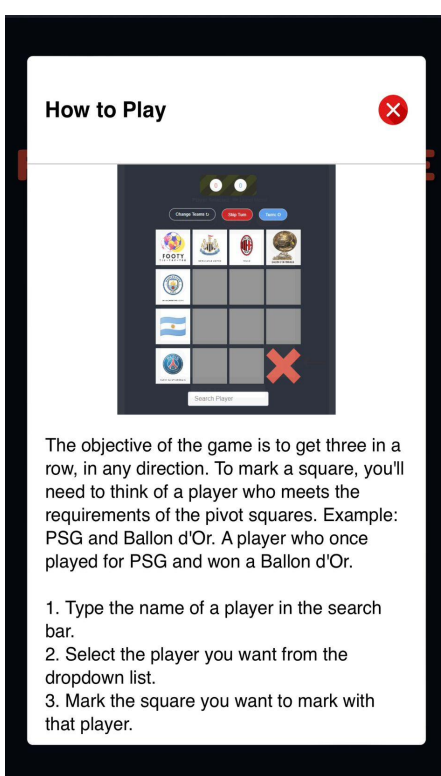 How to Play
0 0
Change Teams ↻ Skip Turn
FOOTY
Search Player
The objective of the game is to get three in a
row, in any direction. To mark a square, you'll
need to think of a player who meets the
requirements of the pivot squares. Example:
PSG and Ballon d'Or. A player who once
played for PSG and won a Ballon d'Or.
1. Type the name of a player in the search
bar.
2. Select the player you want from the
dropdown list.
3. Mark the square you want to mark with
that player.